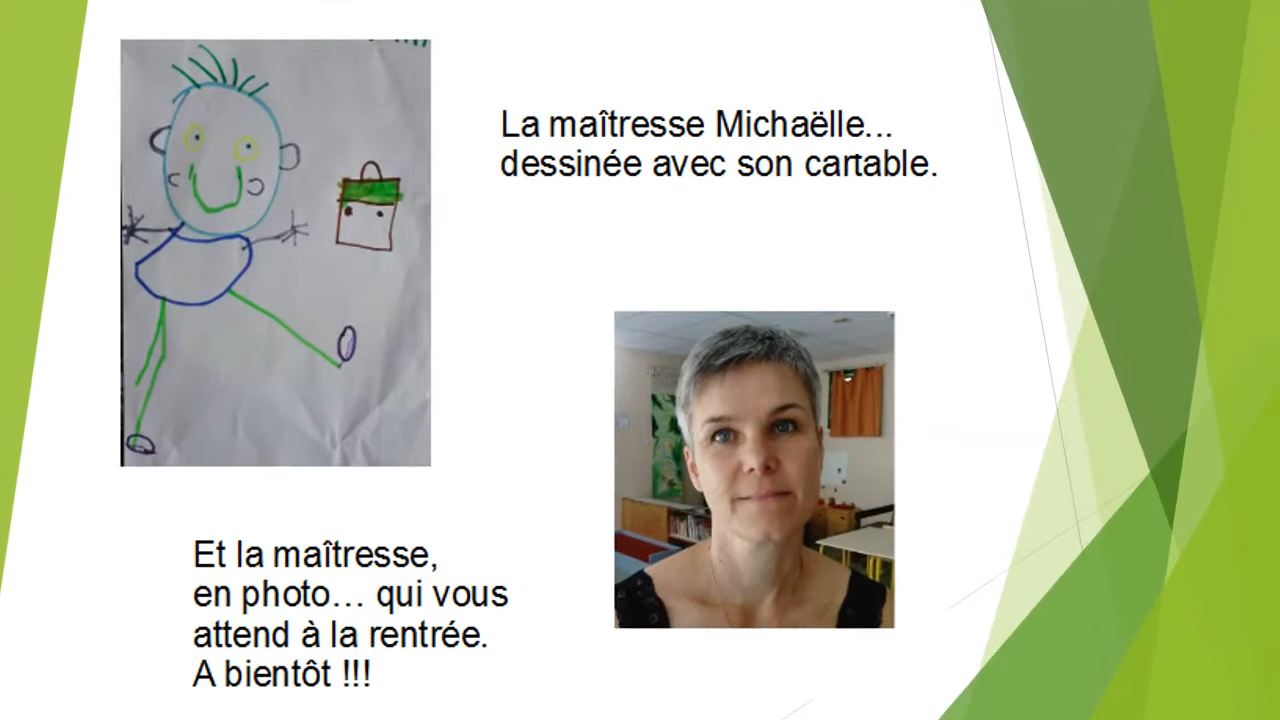 La maîtresse Michaëlle...
dessinée avec son cartable.
Et la maîtresse,
en photo… qui vous
attend à la rentrée.
A bientôt !!!